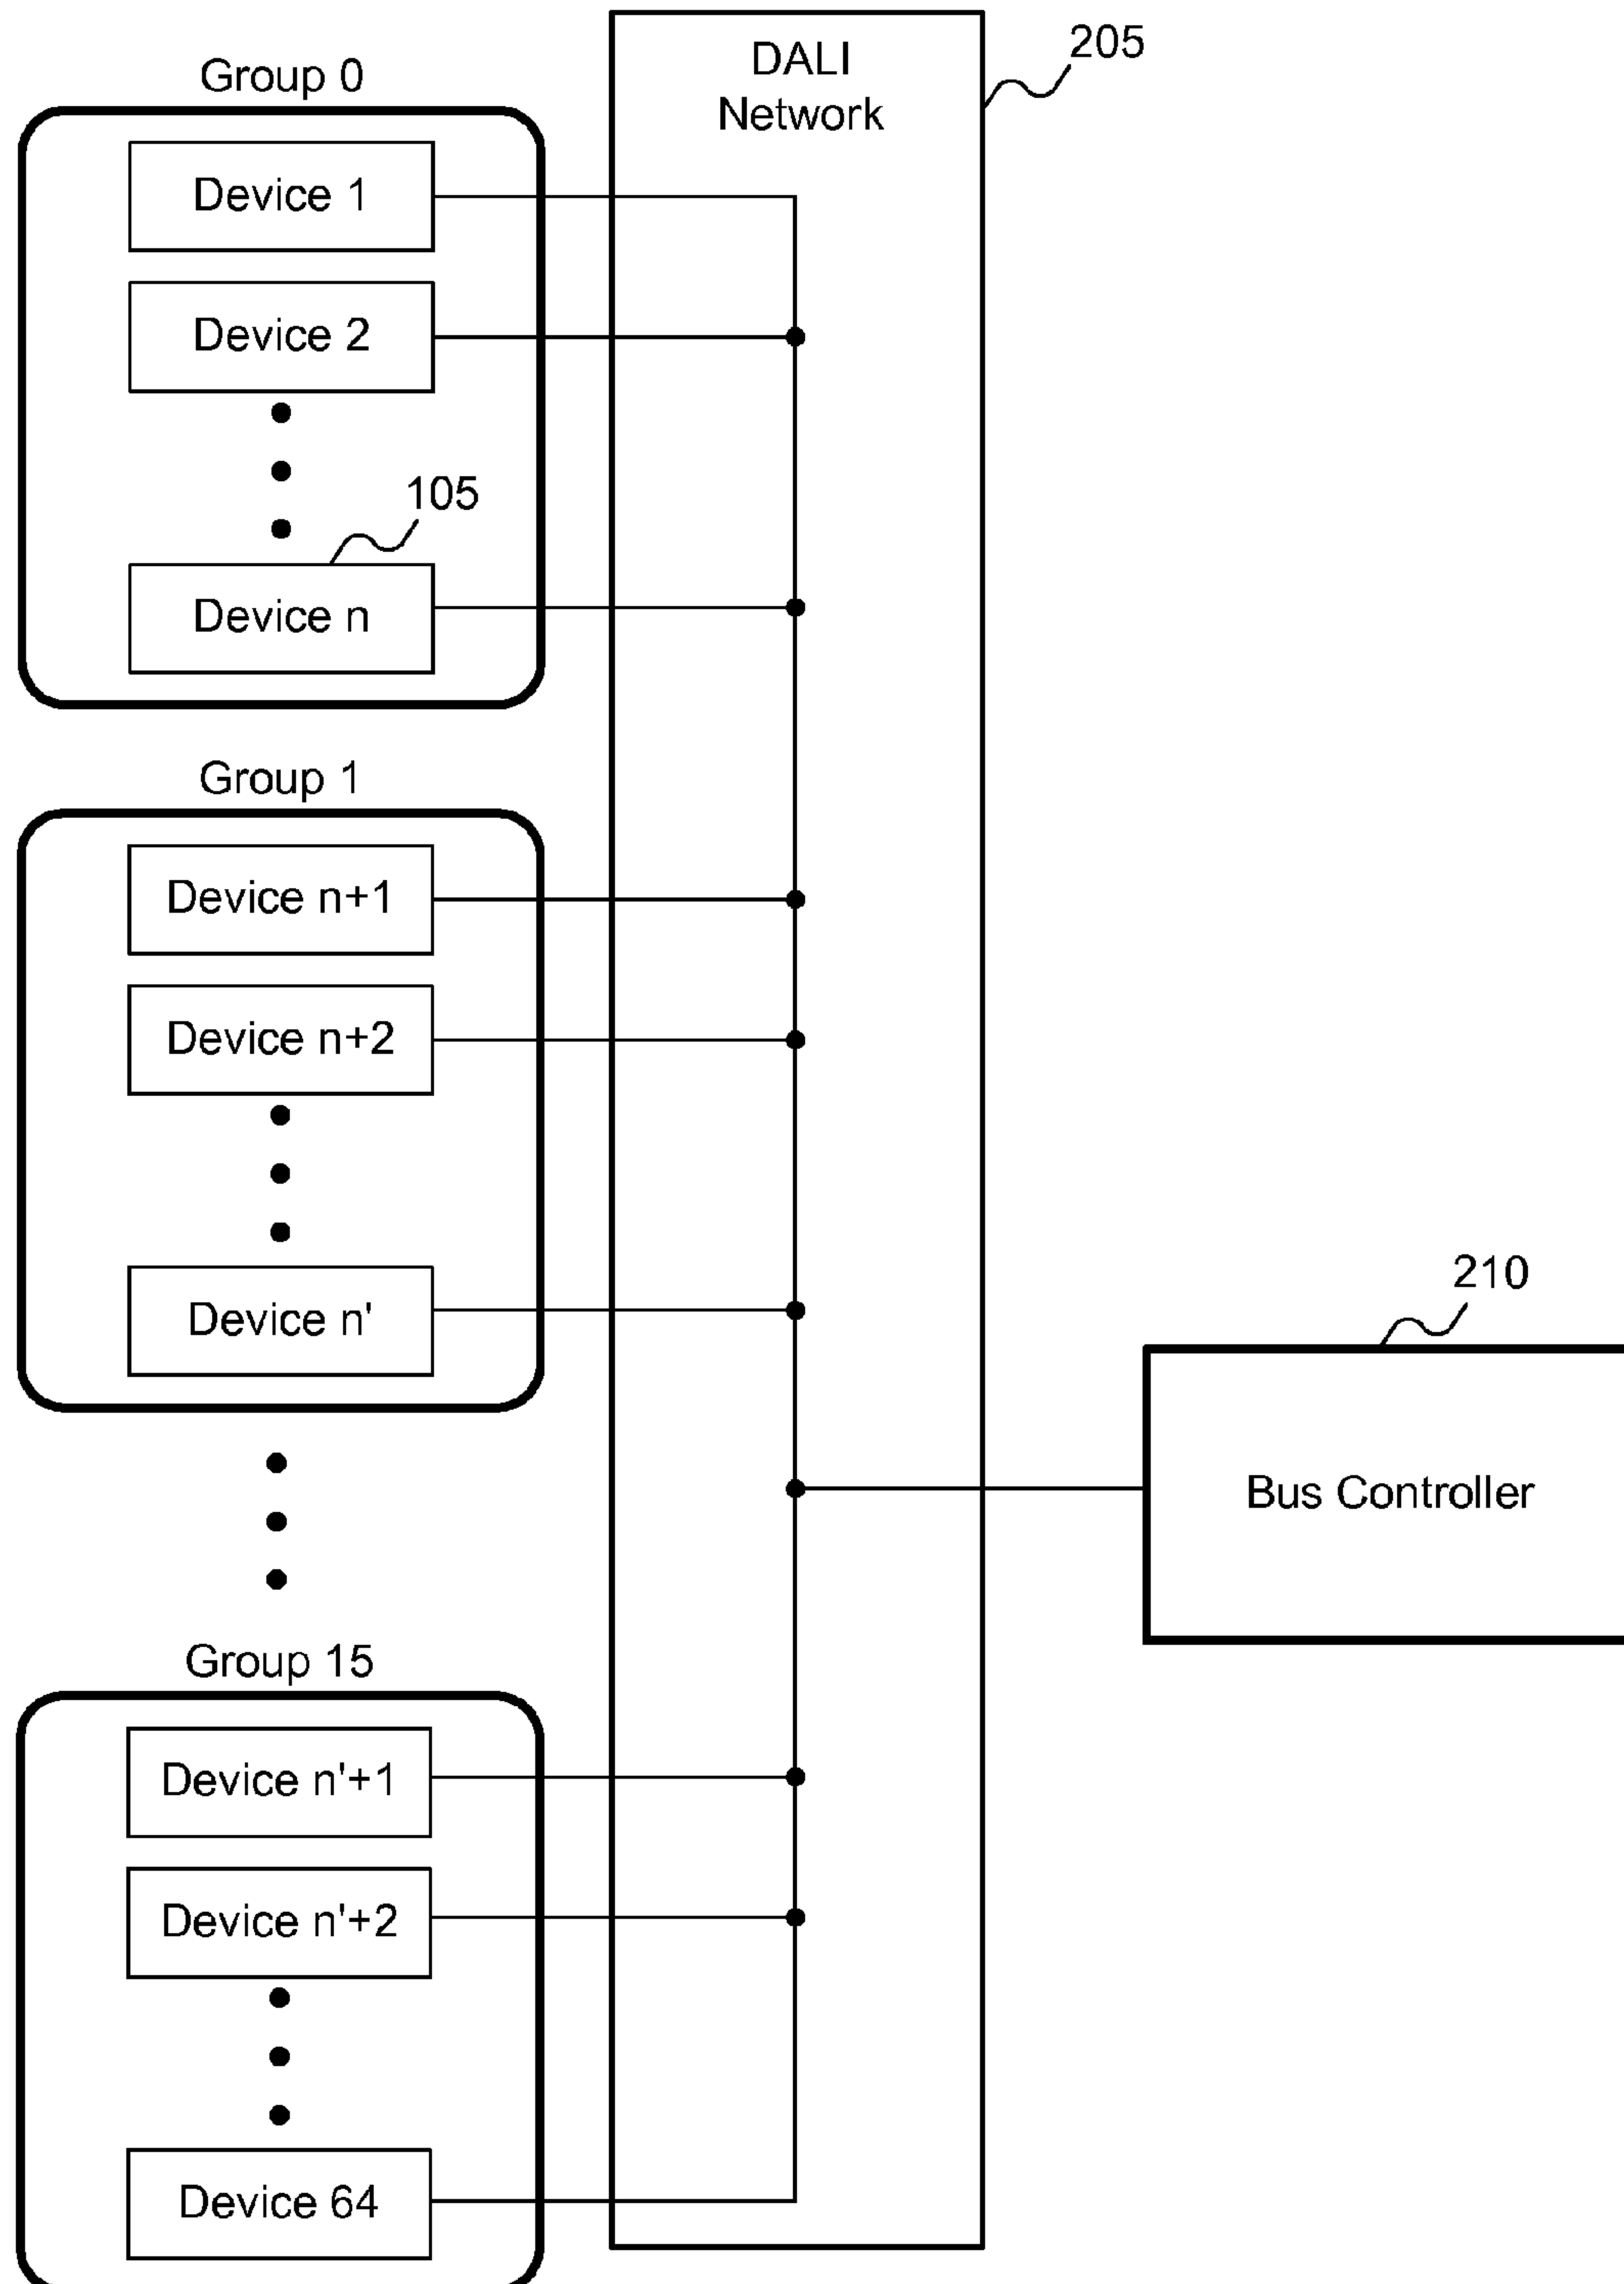 Group 0
Device 1
Device 2
105
Device n
Group 1
Device n+1
Device n+2
Device n'
Group 15
Device n'+1
Device n'+2
Device 64
DALI
Network
205
210
Bus Controller